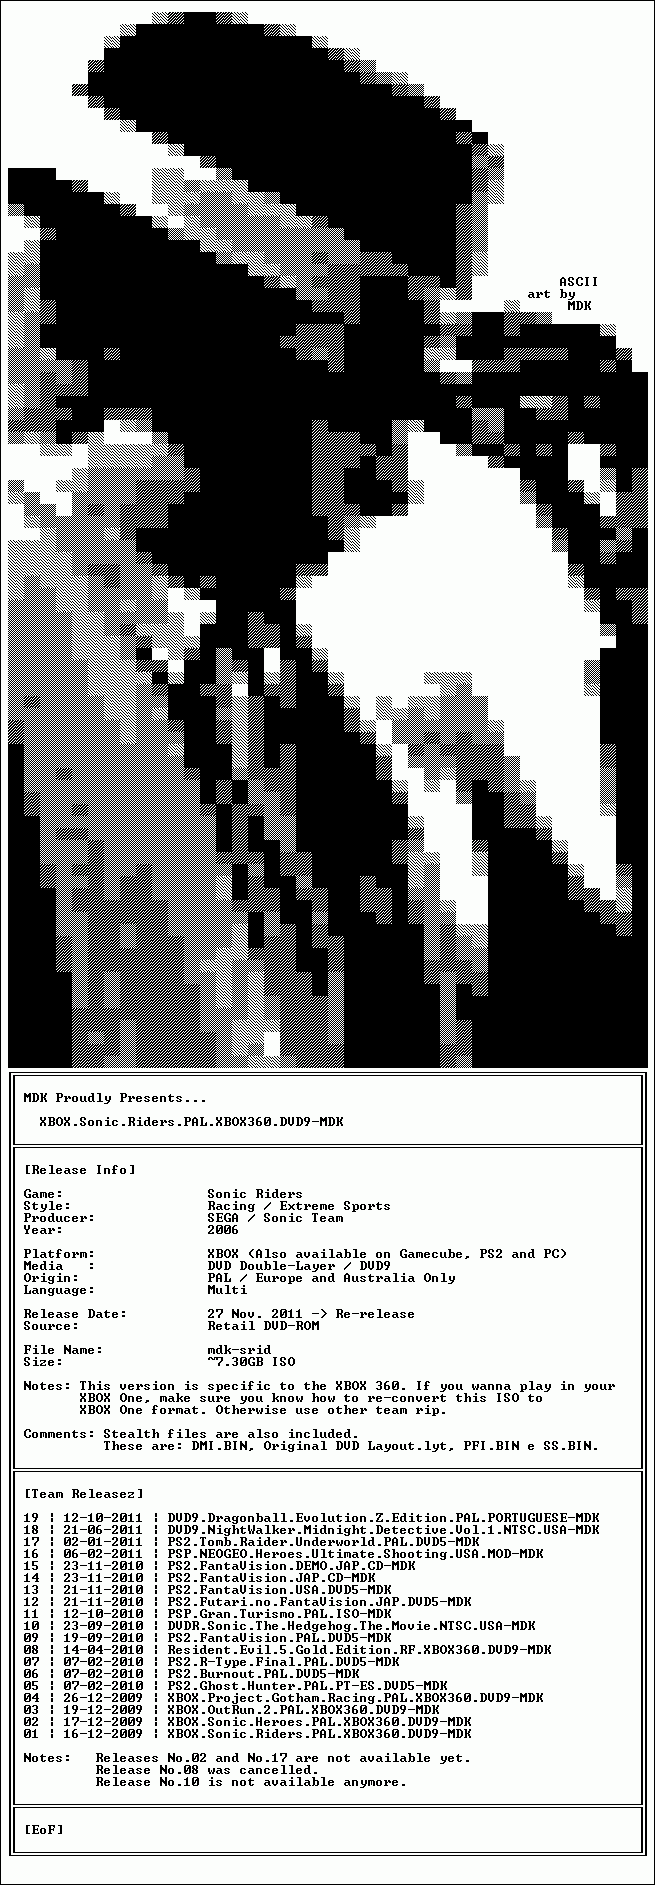 ASCII
art by
MDK
MDK Proudly Presents...
XBOX.Sonic.Riders.PAL.XBOX360.DVD9-MDK
[Release Info]
Game: Sonic Riders
Style: Racing / Extreme Sports
Producer: SEGA / Sonic Team
Year: 2006
Platform: XBOX (Also available on Gamecube, PS2 and PC)
Media : DVD Double-Layer / DVD9
Origin: PAL / Europe and Australia Only
Language: Multi
Release Date: 27 Nov. 2011 -> Re-release
Source: Retail DVD-ROM
File Name: mdk-srid
Size: ~7.30GB ISO
Notes: This version is specific to the XBOX 360. If you wanna play in your
XBOX One, make sure you know how to re-convert this ISO to
XBOX One format. Otherwise use other team rip.
Comments: Stealth files are also included.
These are: DMI.BIN, Original DVD Layout.lyt, PFI.BIN e SS.BIN.
[Team Releasez]
19 | 12-10-2011 | DVD9.Dragonball.Evolution.Z.Edition.PAL.PORTUGUESE-MDK
18 | 21-06-2011 | DVD9.NightWalker.Midnight.Detective.Vol.1.NTSC.USA-MDK
17 | 02-01-2011 | PS2.Tomb.Raider.Underworld.PAL.DVD5-MDK
16 | 06-02-2011 | PSP.NEOGEO.Heroes.Ultimate.Shooting.USA.MOD-MDK
15 | 23-11-2010 | PS2.FantaVision.DEMO.JAP.CD-MDK
14 | 23-11-2010 | PS2.FantaVision.JAP.CD-MDK
13 | 21-11-2010 | PS2.FantaVision.USA.DVD5-MDK
12 | 21-11-2010 | PS2.Futari.no.FantaVision.JAP.DVD5-MDK
11 | 12-10-2010 | PSP.Gran.Turismo.PAL.ISO-MDK
10 | 23-09-2010 | DVDR.Sonic.The.Hedgehog.The.Movie.NTSC.USA-MDK
09 | 19-09-2010 | PS2.FantaVision.PAL.DVD5-MDK
08 | 14-04-2010 | Resident.Evil.5.Gold.Edition.RF.XBOX360.DVD9-MDK
07 | 07-02-2010 | PS2.R-Type.Final.PAL.DVD5-MDK
06 | 07-02-2010 | PS2.Burnout.PAL.DVD5-MDK
05 | 07-02-2010 | PS2.Ghost.Hunter.PAL.PT-ES.DVD5-MDK
04 | 26-12-2009 | XBOX.Project.Gotham.Racing.PAL.XBOX360.DVD9-MDK
03 | 19-12-2009 | XBOX.OutRun.2.PAL.XBOX360.DVD9-MDK
02 | 17-12-2009 | XBOX.Sonic.Heroes.PAL.XBOX360.DVD9-MDK
01 | 16-12-2009 | XBOX.Sonic.Riders.PAL.XBOX360.DVD9-MDK
Notes: Releases No.02 and No.17 are not available yet.
Release No.08 was cancelled.
Release No.10 is not available anymore.
[EoF]